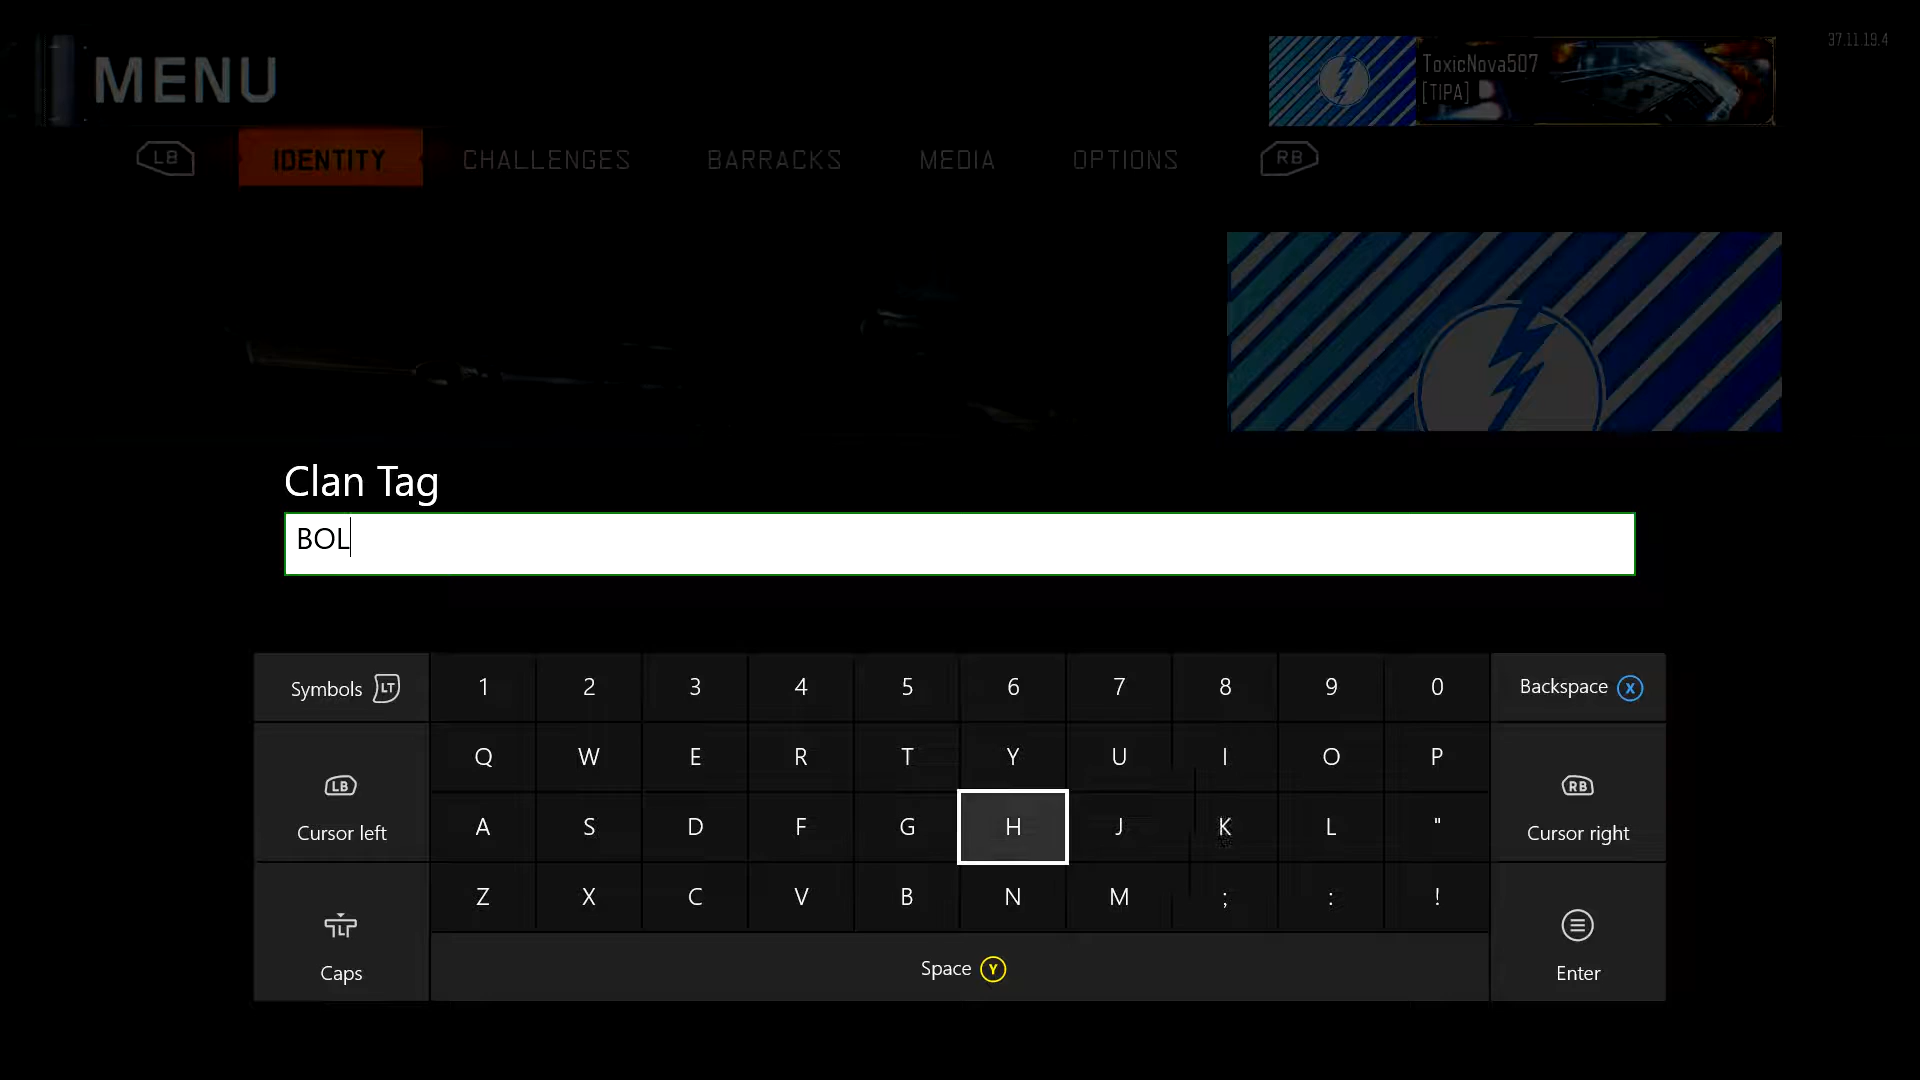 MENU
ToxicNova507
[TIPA]
37.11.19.4
LB IDENTITY CHALLENGES BARRACKS MEDIA OPTIONS RB
Clan Tag
BOL
Symbols LT 1 2 3 4 5 6 7 8 9 0 Backspace X
Q W E R T Y U I O P
LB RB
Cursor left A S D F G H J K L " Cursor right
Z X C V B N M ; : !
Caps Space Y Enter